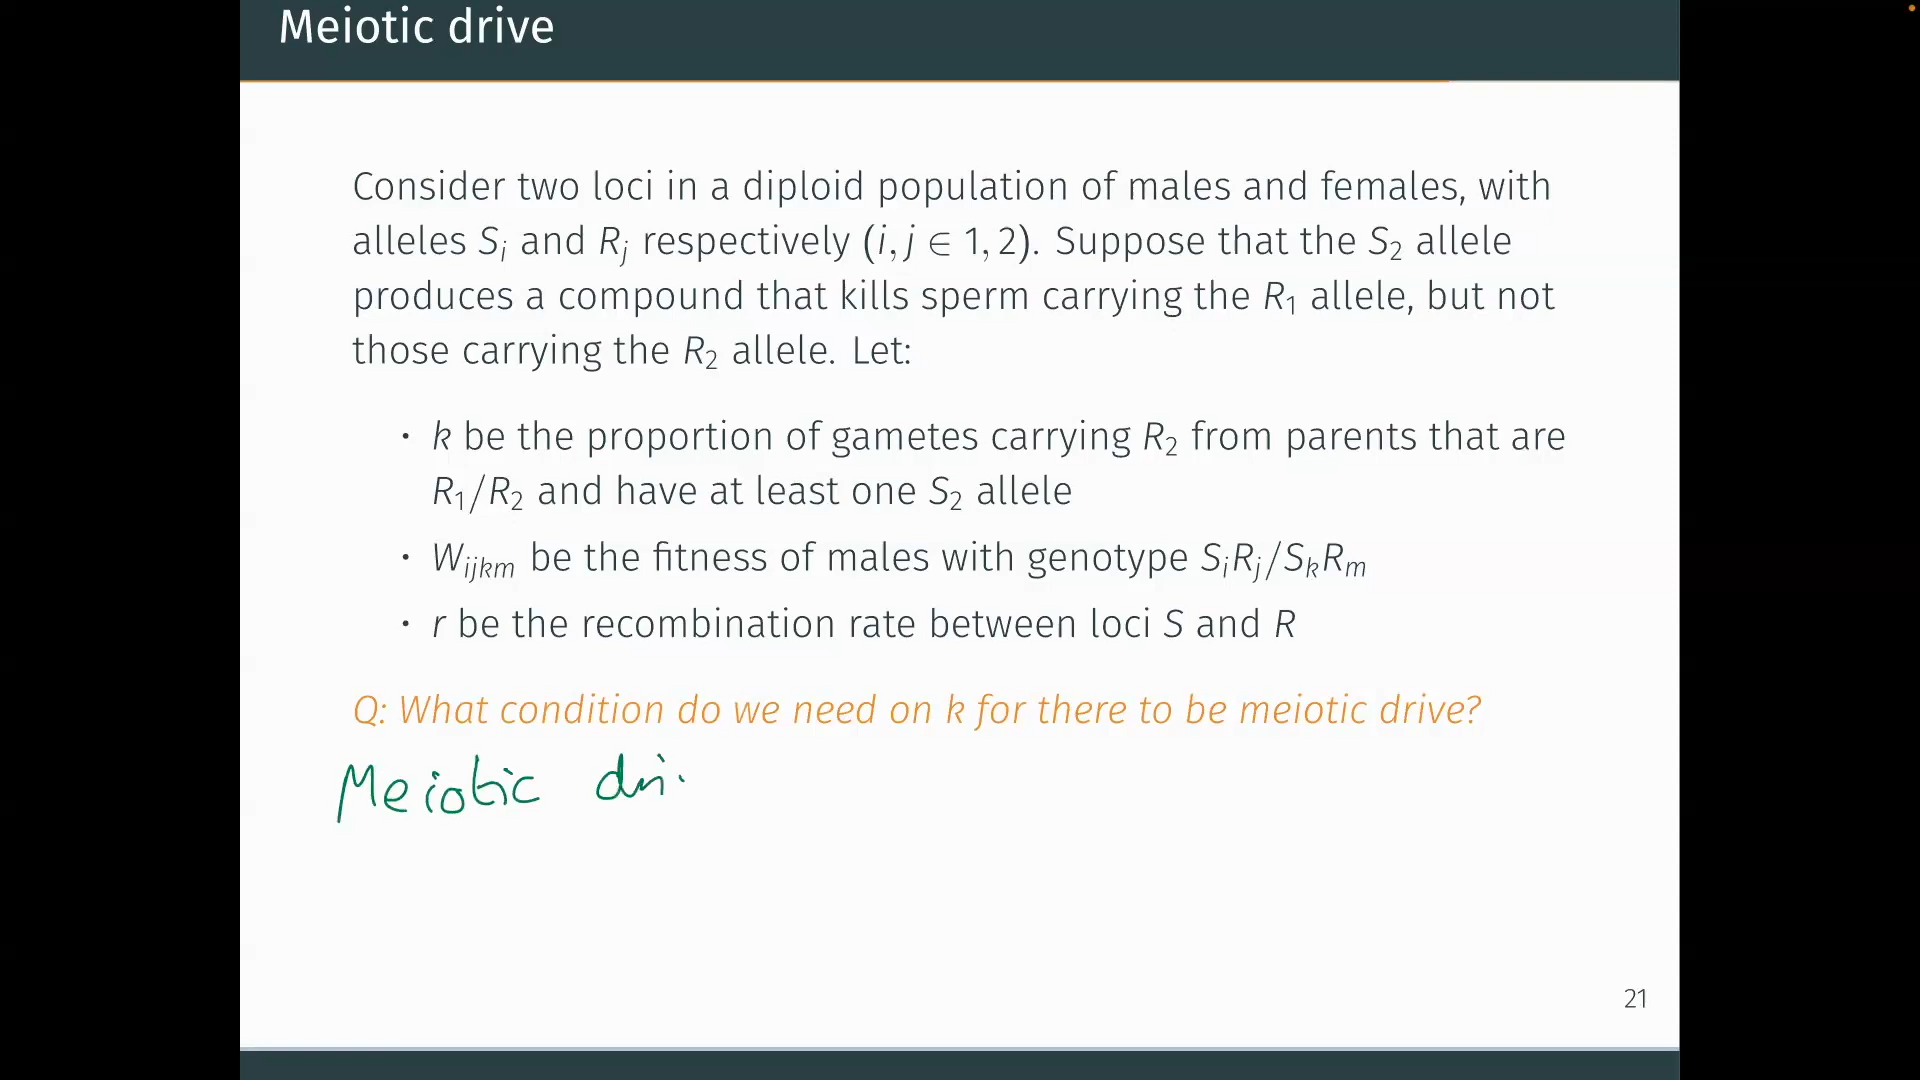 Meiotic drive
Consider two loci in a diploid population of males and females, with
alleles Sᵢ and Rⱼ respectively (i, j ∈ 1, 2). Suppose that the S₂ allele
produces a compound that kills sperm carrying the R₁ allele, but not
those carrying the R₂ allele. Let:
• k be the proportion of gametes carrying R₂ from parents that are
R₁/R₂ and have at least one S₂ allele
• Wᵢⱼₖₘ be the fitness of males with genotype SᵢRⱼ/SₖRₘ
• r be the recombination rate between loci S and R
Q: What condition do we need on k for there to be meiotic drive?
Meiotic dri
21